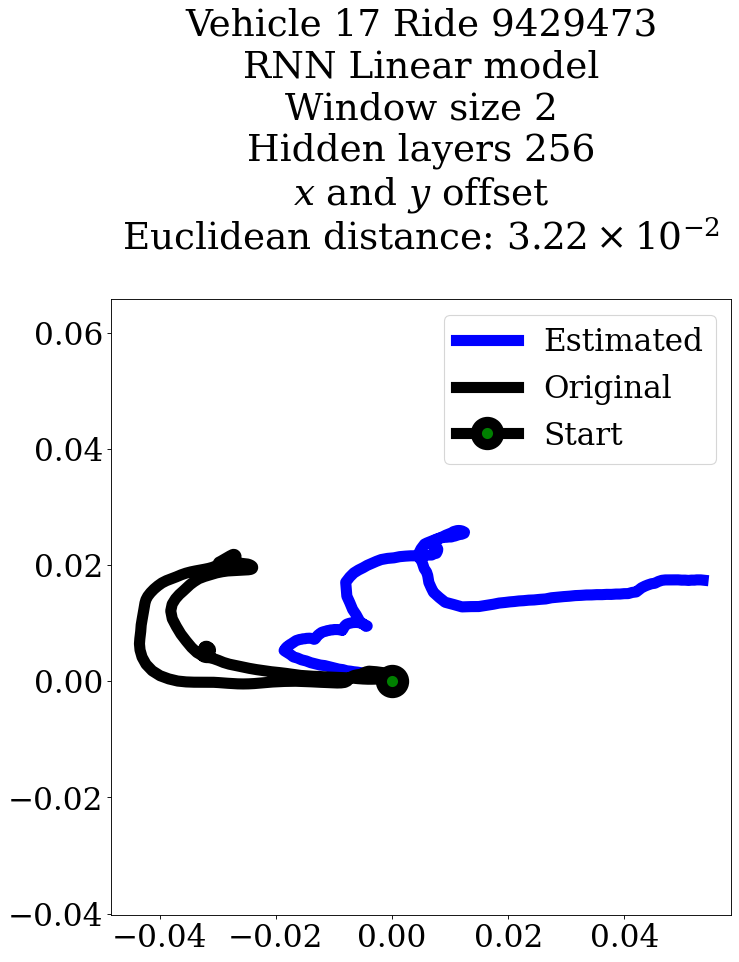 Vehicle 17 Ride 9429473
RNN Linear model
Window size 2
Hidden layers 256
x and y offset
Euclidean distance: 3.22 × 10⁻²
Estimated
Original
Start
0.06
0.04
0.02
0.00
−0.02
−0.04
−0.04 −0.02 0.00 0.02 0.04